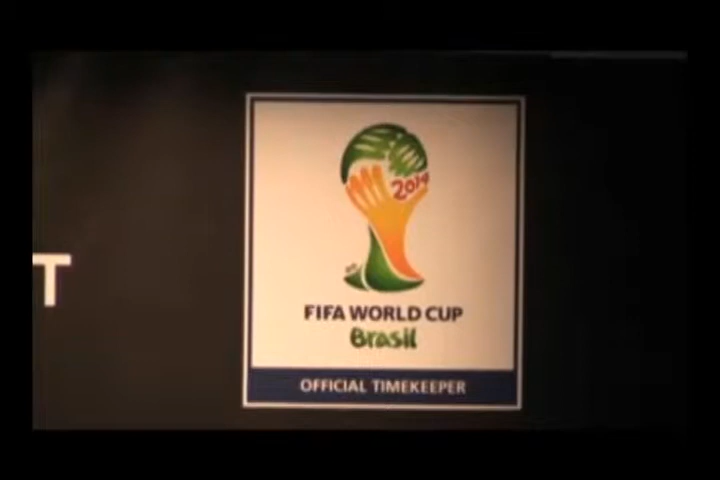 2014
T
FIFA WORLD CUP
Brasil
OFFICIAL TIMEKEEPER